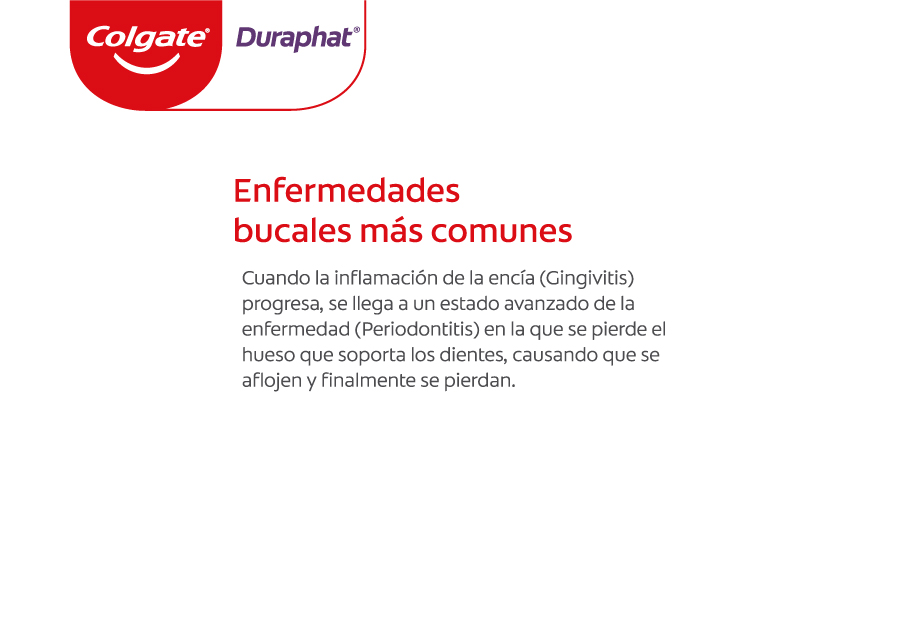 Colgate® Duraphat®
Enfermedades
bucales más comunes
Cuando la inflamación de la encía (Gingivitis)
progresa, se llega a un estado avanzado de la
enfermedad (Periodontitis) en la que se pierde el
hueso que soporta los dientes, causando que se
aflojen y finalmente se pierdan.